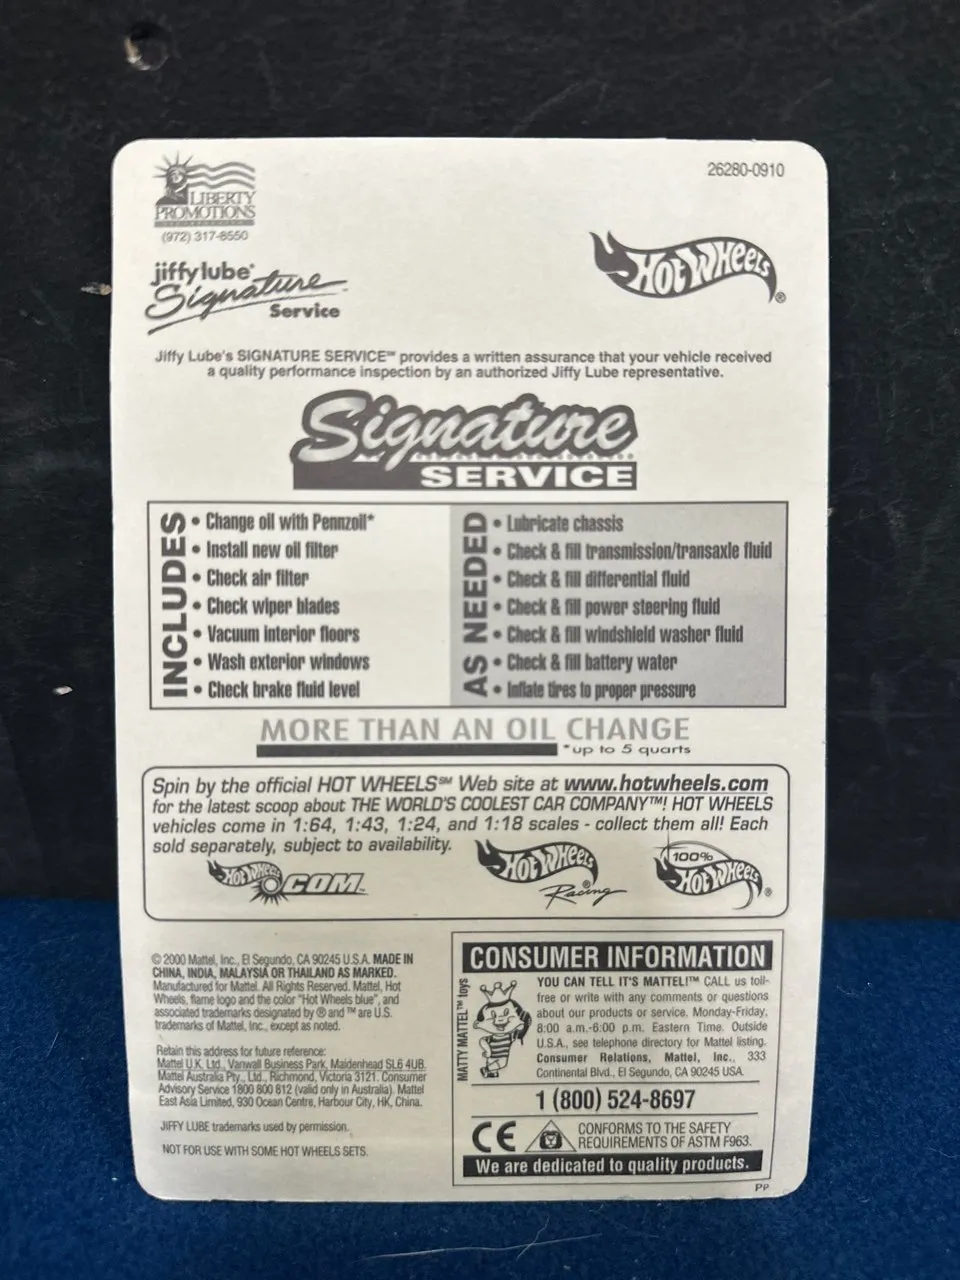 LIBERTY
PROMOTIONS
(972) 317-8550
26280-0910
jiffy lube®
Signature
Service
Hot Wheels®
Jiffy Lube's SIGNATURE SERVICE℠ provides a written assurance that your vehicle received
a quality performance inspection by an authorized Jiffy Lube representative.
Signature
SERVICE
INCLUDES
• Change oil with Pennzoil*
• Install new oil filter
• Check air filter
• Check wiper blades
• Vacuum interior floors
• Wash exterior windows
• Check brake fluid level
AS NEEDED
• Lubricate chassis
• Check & fill transmission/transaxle fluid
• Check & fill differential fluid
• Check & fill power steering fluid
• Check & fill windshield washer fluid
• Check & fill battery water
• Inflate tires to proper pressure
MORE THAN AN OIL CHANGE
*up to 5 quarts
Spin by the official HOT WHEELS℠ Web site at www.hotwheels.com
for the latest scoop about THE WORLD'S COOLEST CAR COMPANY™! HOT WHEELS
vehicles come in 1:64, 1:43, 1:24, and 1:18 scales - collect them all! Each
sold separately, subject to availability.
Hot Wheels.COM
Hot Wheels
Racing
100%
Hot Wheels®
© 2000 Mattel, Inc., El Segundo, CA 90245 U.S.A. MADE IN
CHINA, INDIA, MALAYSIA OR THAILAND AS MARKED.
Manufactured for Mattel. All Rights Reserved. Mattel, Hot
Wheels, flame logo and the color "Hot Wheels blue", and
associated trademarks designated by ® and ™ are U.S.
trademarks of Mattel, Inc., except as noted.
Retain this address for future reference:
Mattel U.K. Ltd., Vanwall Business Park, Maidenhead SL6 4UB.
Mattel Australia Pty., Ltd., Richmond, Victoria 3121. Consumer
Advisory Service 1800 800 812 (valid only in Australia). Mattel
East Asia Limited, 930 Ocean Centre, Harbour City, HK, China.
JIFFY LUBE trademarks used by permission.
NOT FOR USE WITH SOME HOT WHEELS SETS.
CONSUMER INFORMATION
MATTY MATTEL™ toys
YOU CAN TELL IT'S MATTEL!™ CALL us toll-
free or write with any comments or questions
about our products or service. Monday-Friday,
8:00 a.m.-6:00 p.m. Eastern Time. Outside
U.S.A., see telephone directory for Mattel listing.
Consumer Relations, Mattel, Inc., 333
Continental Blvd., El Segundo, CA 90245 USA.
1 (800) 524-8697
CE
CONFORMS TO THE SAFETY
REQUIREMENTS OF ASTM F963.
We are dedicated to quality products.
PP